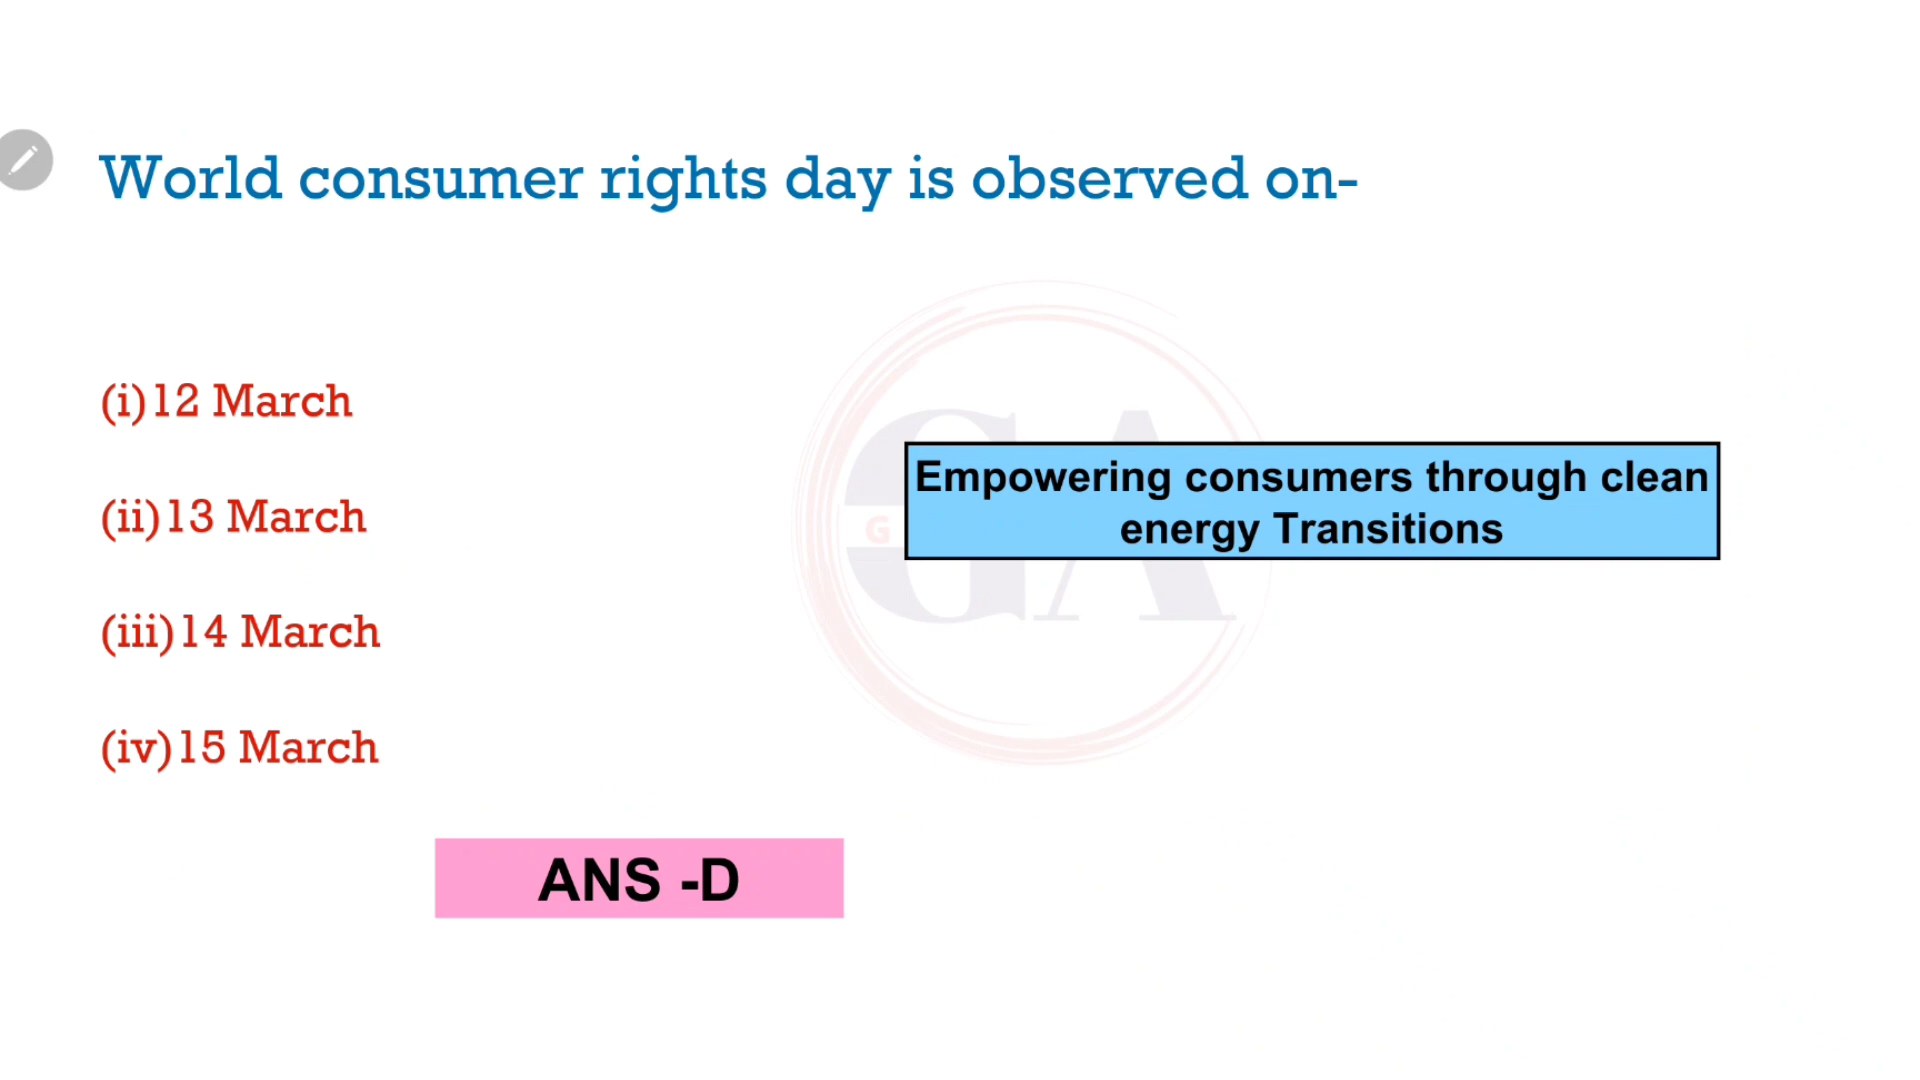 World consumer rights day is observed on-
(i)12 March
(ii)13 March
(iii)14 March
(iv)15 March
Empowering consumers through clean
energy Transitions
GA
G
ANS -D